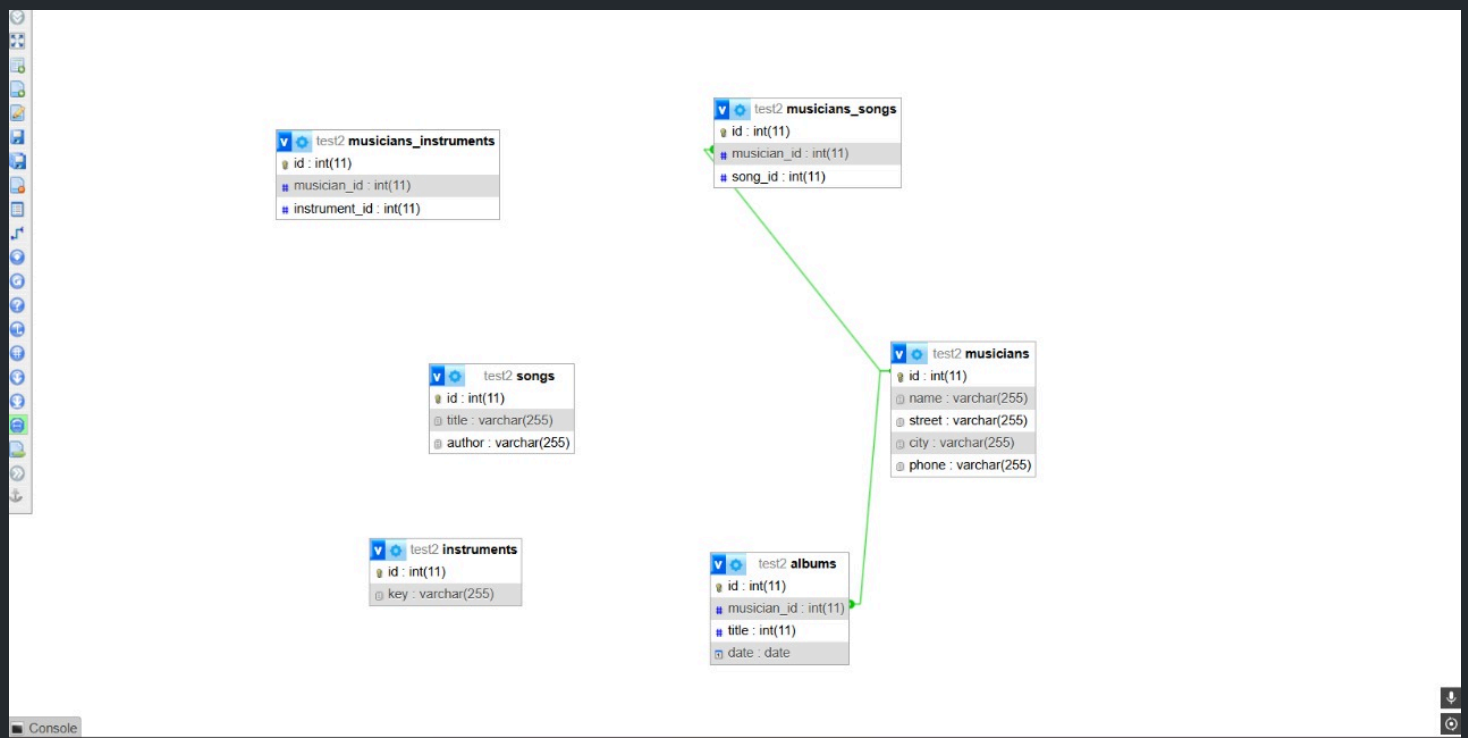 test2 musicians_songs
id : int(11)
musician_id : int(11)
song_id : int(11)
test2 musicians_instruments
id : int(11)
musician_id : int(11)
instrument_id : int(11)
test2 musicians
id : int(11)
name : varchar(255)
street : varchar(255)
city : varchar(255)
phone : varchar(255)
test2 songs
id : int(11)
title : varchar(255)
author : varchar(255)
test2 instruments
id : int(11)
key : varchar(255)
test2 albums
id : int(11)
musician_id : int(11)
title : int(11)
date : date
Console